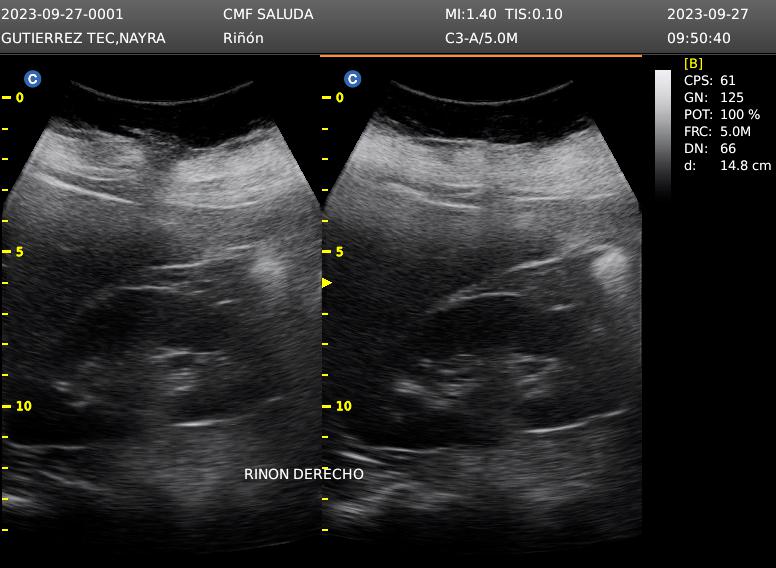 2023-09-27-0001 CMF SALUDA MI:1.40 TIS:0.10 2023-09-27
GUTIERREZ TEC,NAYRA Riñón C3-A/5.0M 09:50:40
C C [B]
0 0 CPS: 61
GN: 125
POT: 100 %
FRC: 5.0M
DN: 66
d: 14.8 cm
5 5
10 10
RINON DERECHO